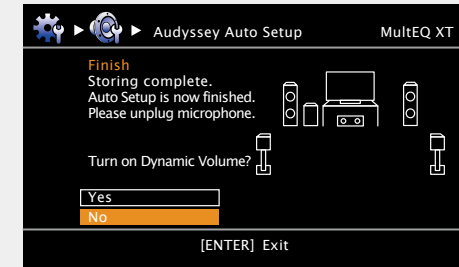 Audyssey Auto Setup MultEQ XT
Finish
Storing complete.
Auto Setup is now finished.
Please unplug microphone.
Turn on Dynamic Volume?
Yes
No
[ENTER] Exit